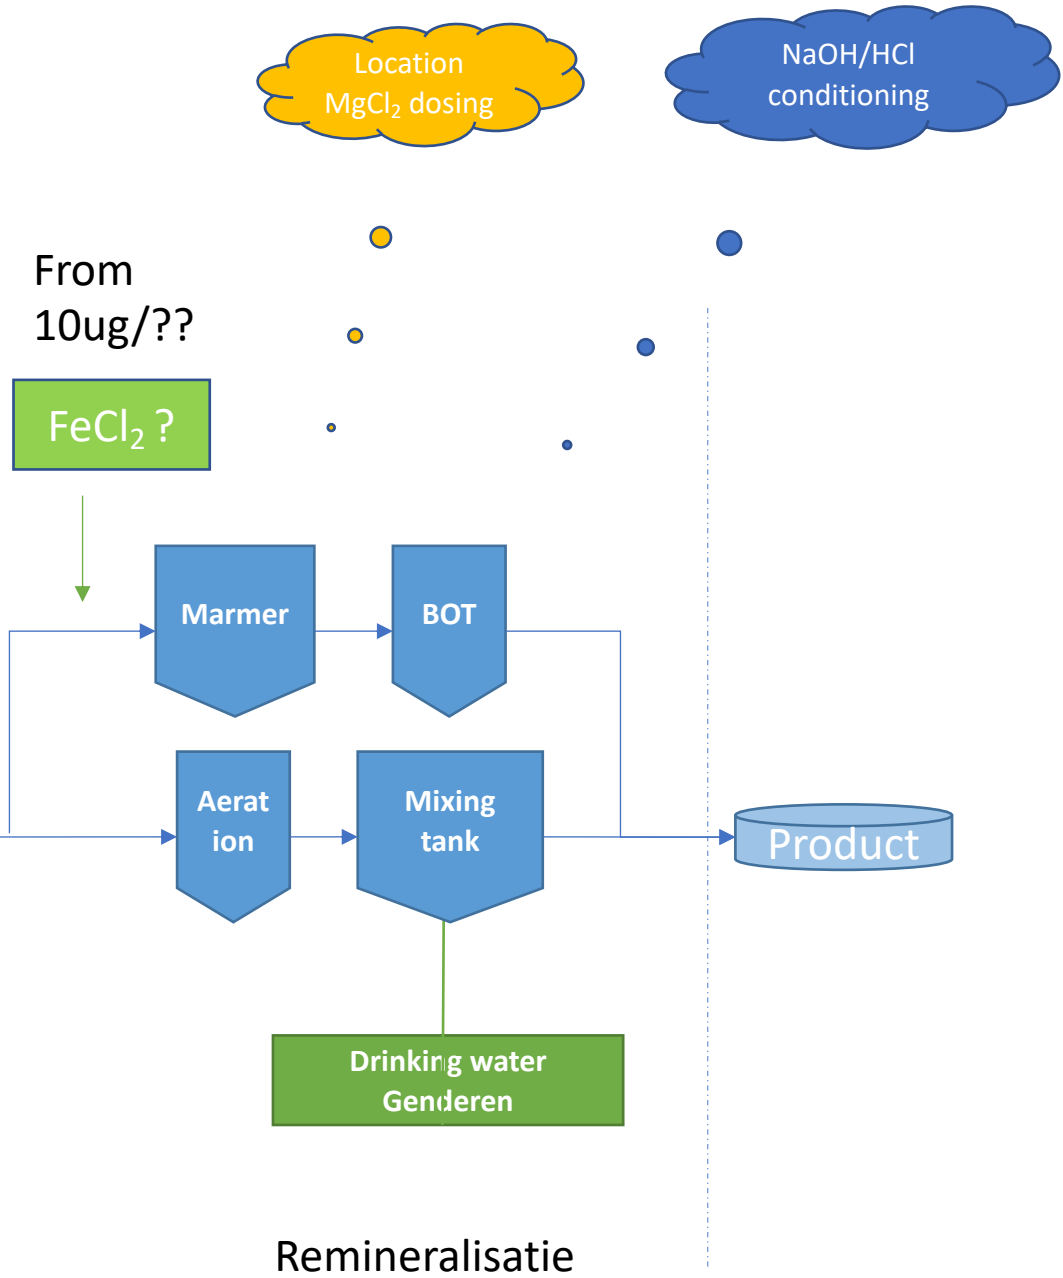 Location
MgCl₂ dosing
NaOH/HCl
conditioning
From
10ug/??
FeCl₂ ?
Marmer
BOT
Aerat
ion
Mixing
tank
Product
Drinking water
Genderen
Remineralisatie